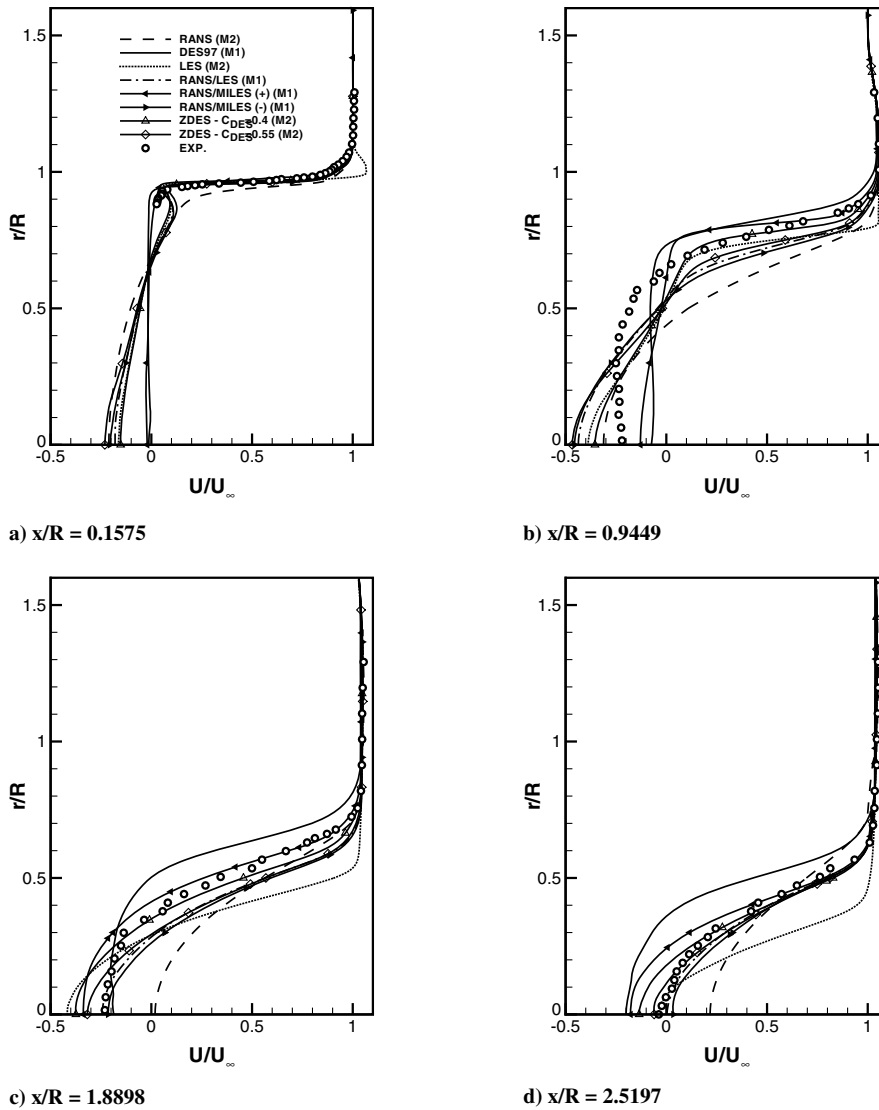 1.5
1
0.5
0
r/R
-0.5 0 0.5 1
U/U∞
RANS (M2)
DES97 (M1)
LES (M2)
RANS/LES (M1)
RANS/MILES (+) (M1)
RANS/MILES (-) (M1)
ZDES - CDES=0.4 (M2)
ZDES - CDES=0.55 (M2)
EXP.
a) x/R = 0.1575
1.5
1
0.5
0
r/R
-0.5 0 0.5 1
U/U∞
b) x/R = 0.9449
1.5
1
0.5
0
r/R
-0.5 0 0.5 1
U/U∞
c) x/R = 1.8898
1.5
1
0.5
0
r/R
-0.5 0 0.5 1
U/U∞
d) x/R = 2.5197